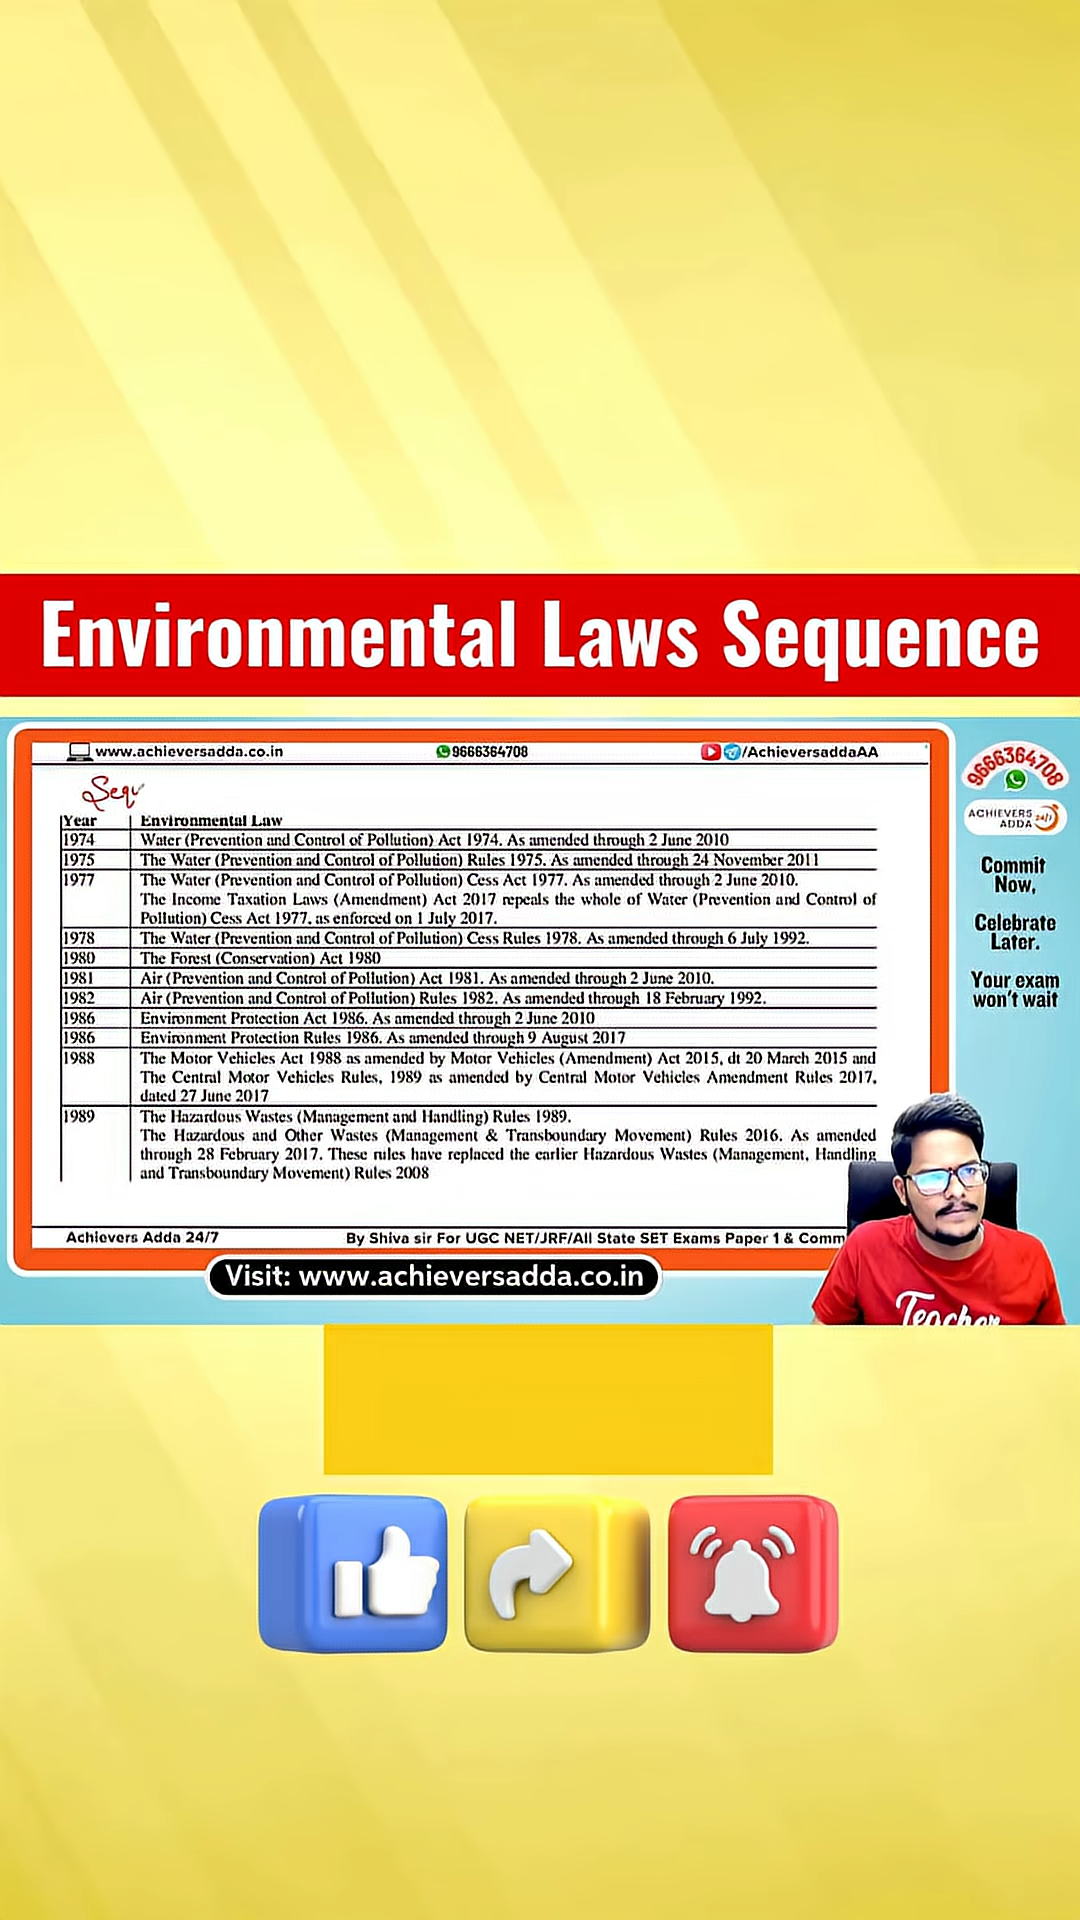 Environmental Laws Sequence
www.achieversadda.co.in 9666364708 /AchieversaddaAA
Sequ
Year Environmental Law
1974 Water (Prevention and Control of Pollution) Act 1974. As amended through 2 June 2010
1975 The Water (Prevention and Control of Pollution) Rules 1975. As amended through 24 November 2011
1977 The Water (Prevention and Control of Pollution) Cess Act 1977. As amended through 2 June 2010.
The Income Taxation Laws (Amendment) Act 2017 repeals the whole of Water (Prevention and Control of
Pollution) Cess Act 1977, as enforced on 1 July 2017.
1978 The Water (Prevention and Control of Pollution) Cess Rules 1978. As amended through 6 July 1992.
1980 The Forest (Conservation) Act 1980
1981 Air (Prevention and Control of Pollution) Act 1981. As amended through 2 June 2010.
1982 Air (Prevention and Control of Pollution) Rules 1982. As amended through 18 February 1992.
1986 Environment Protection Act 1986. As amended through 2 June 2010
1986 Environment Protection Rules 1986. As amended through 9 August 2017
1988 The Motor Vehicles Act 1988 as amended by Motor Vehicles (Amendment) Act 2015, dt 20 March 2015 and
The Central Motor Vehicles Rules, 1989 as amended by Central Motor Vehicles Amendment Rules 2017,
dated 27 June 2017
1989 The Hazardous Wastes (Management and Handling) Rules 1989.
The Hazardous and Other Wastes (Management & Transboundary Movement) Rules 2016. As amended
through 28 February 2017. These rules have replaced the earlier Hazardous Wastes (Management, Handling
and Transboundary Movement) Rules 2008
Achievers Adda 24/7 By Shiva sir For UGC NET/JRF/All State SET Exams Paper 1 & Comm
Visit: www.achieversadda.co.in
9666364708
ACHIEVERS
ADDA 24/7
Commit
Now,
Celebrate
Later.
Your exam
won't wait
Teacher